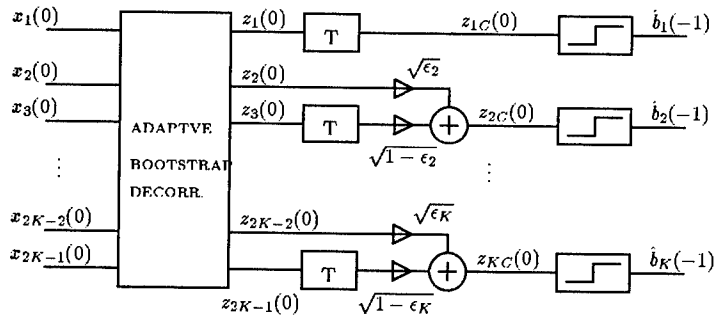 x₁(0) z₁(0) T z₁C(0) b̂₁(−1)
x₂(0) z₂(0) √ϵ₂
x₃(0) z₃(0) T √1 − ϵ₂ + z₂C(0) b̂₂(−1)
ADAPTVE
BOOTSTRAP
DECORR.
⋮ ⋮
x₂K₋₂(0) z₂K₋₂(0) √ϵK
x₂K₋₁(0) T + zKC(0) b̂K(−1)
z₂K₋₁(0) √1 − ϵK